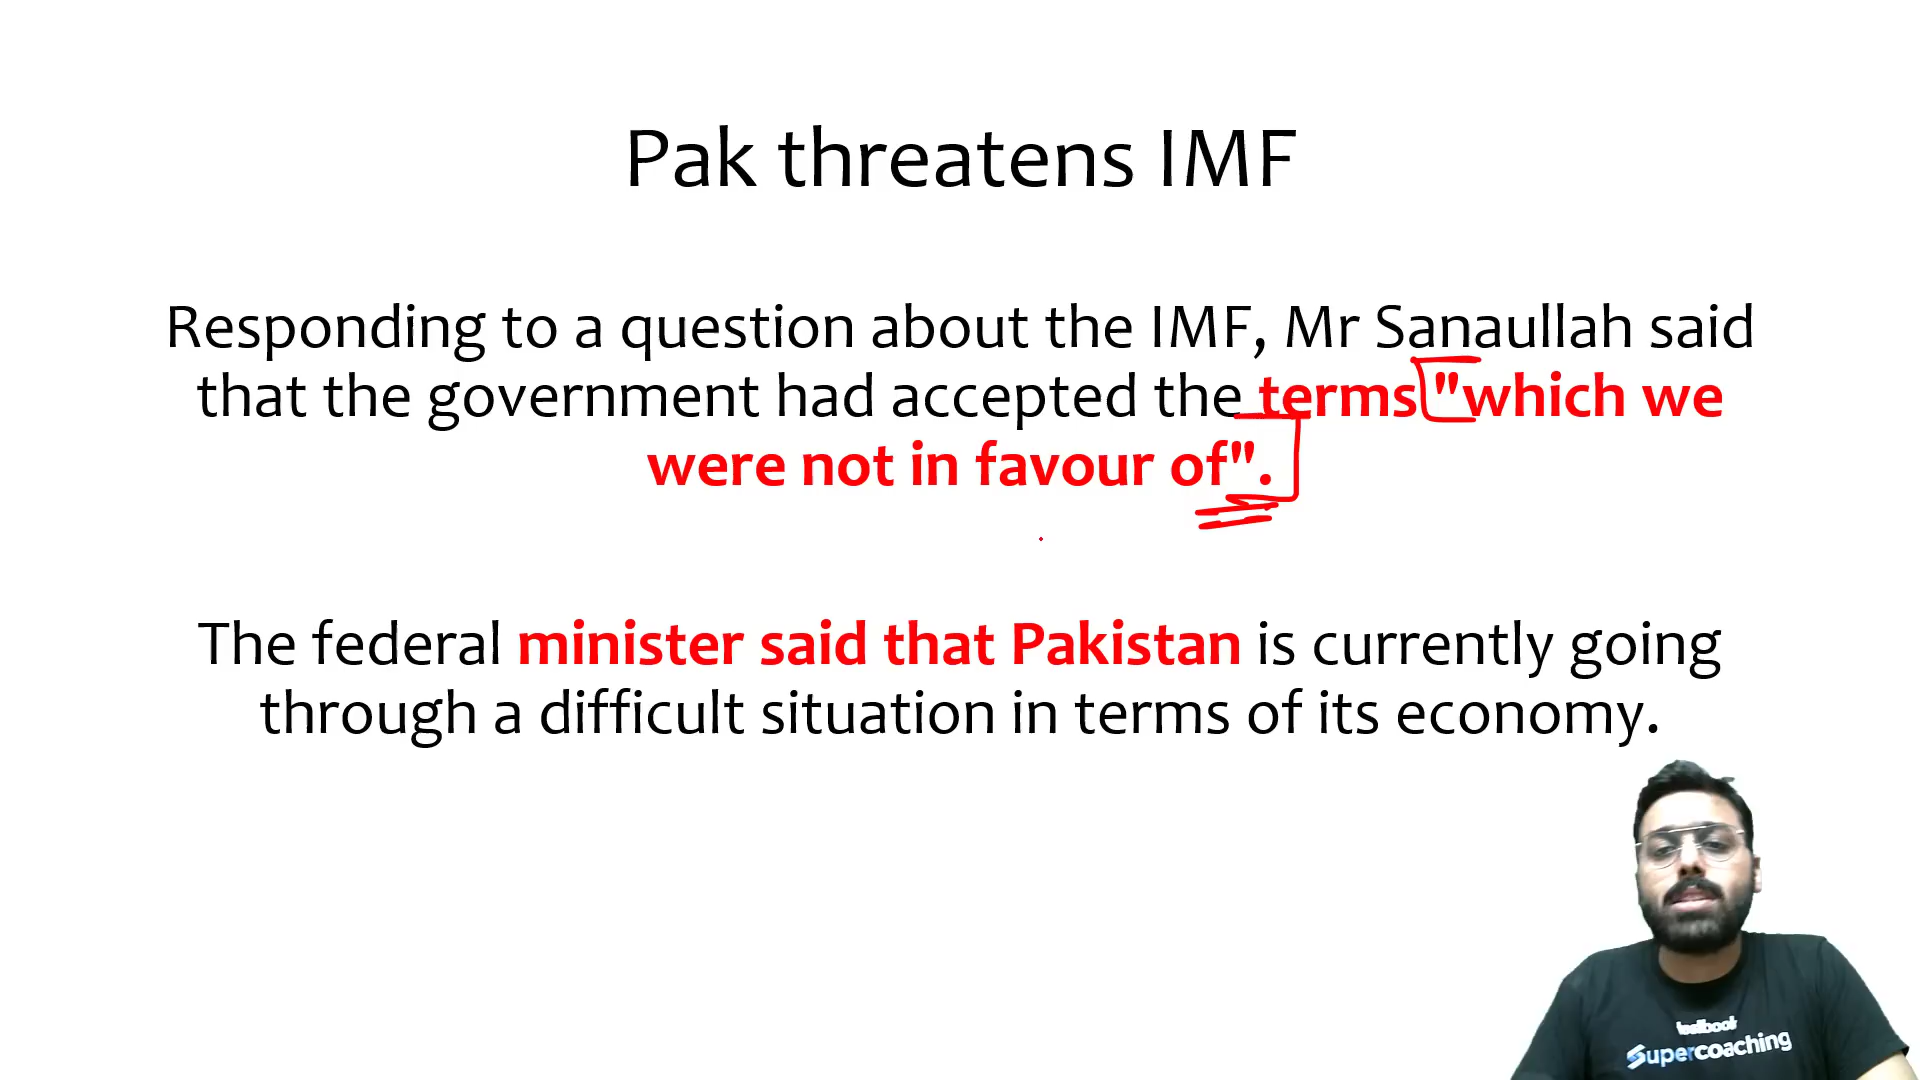 Pak threatens IMF
Responding to a question about the IMF, Mr Sanaullah said
that the government had accepted the terms "which we
were not in favour of".
The federal minister said that Pakistan is currently going
through a difficult situation in terms of its economy.
testbook
Supercoaching